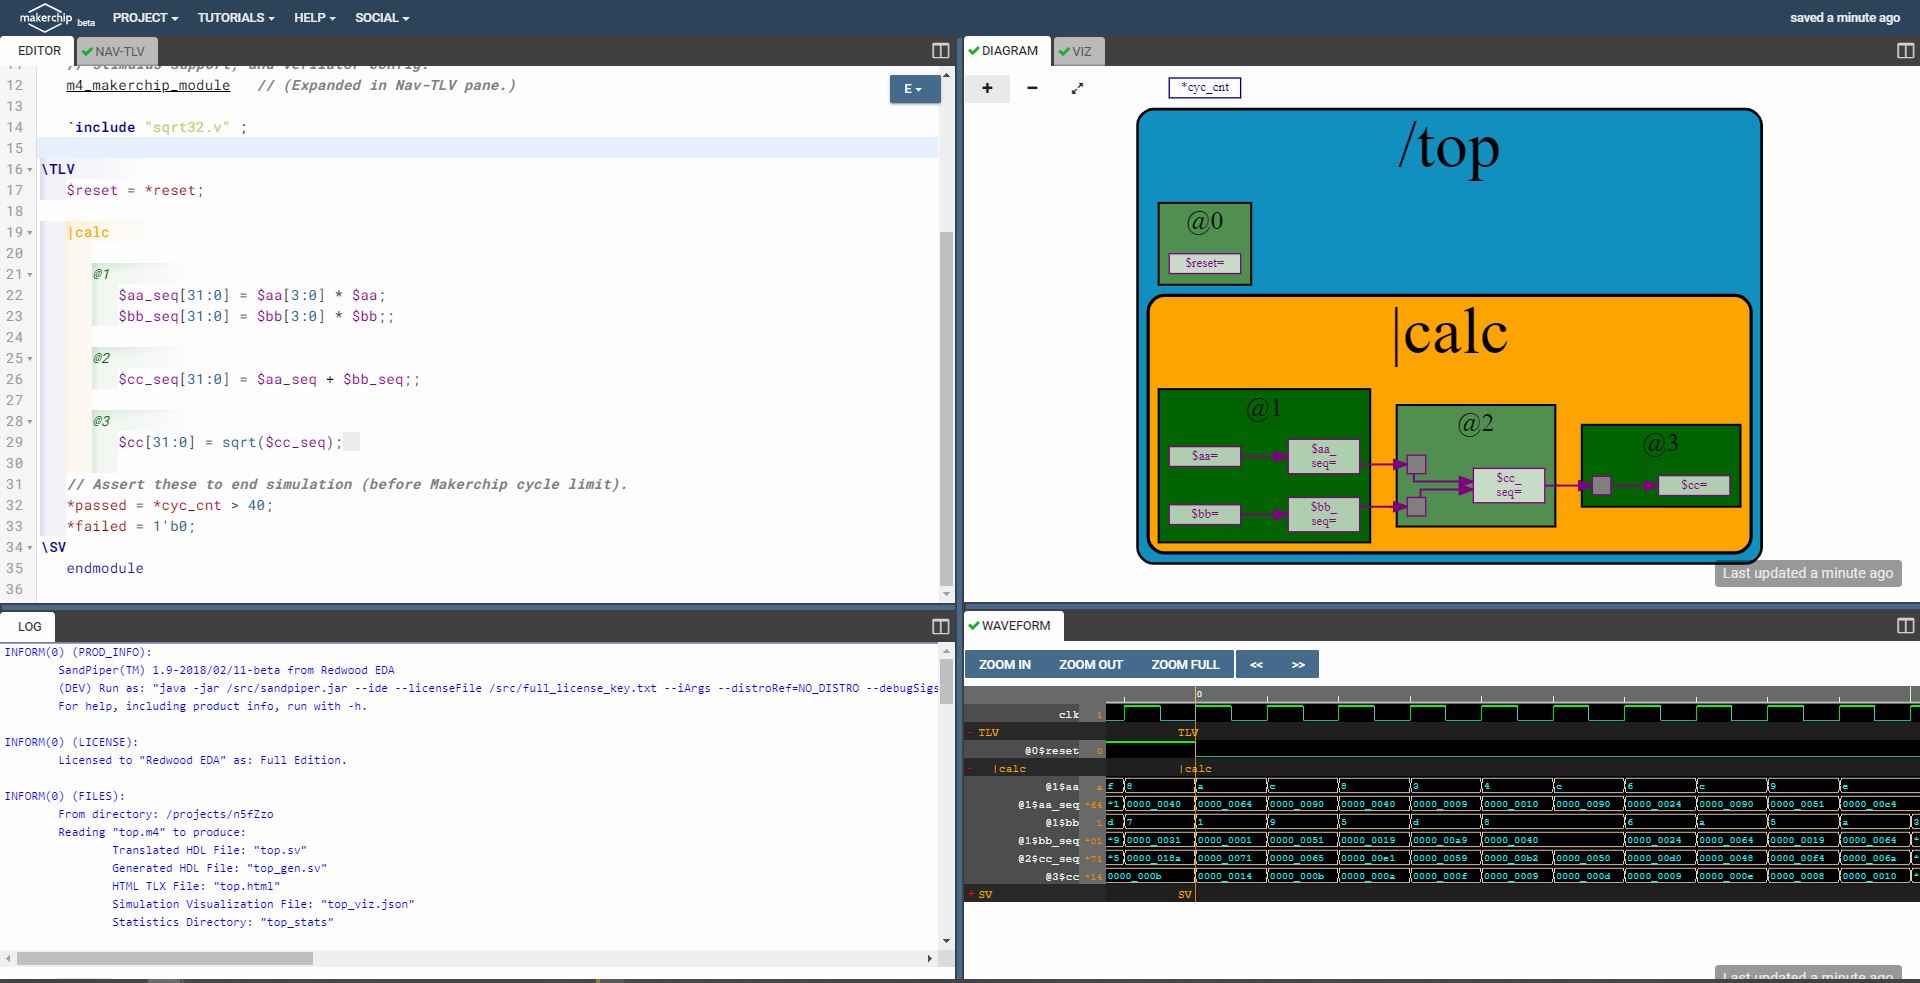 makerchip beta PROJECT TUTORIALS HELP SOCIAL saved a minute ago
EDITOR NAV-TLV
11 // Stimulus support, and Verilator config.
12 m4_makerchip_module // (Expanded in Nav-TLV pane.)
E
13
14 `include "sqrt32.v" ;
15
16 \TLV
17 $reset = *reset;
18
19 |calc
20
21 @1
22 $aa_seq[31:0] = $aa[3:0] * $aa;
23 $bb_seq[31:0] = $bb[3:0] * $bb;;
24
25 @2
26 $cc_seq[31:0] = $aa_seq + $bb_seq;;
27
28 @3
29 $cc[31:0] = sqrt($cc_seq);
30
31 // Assert these to end simulation (before Makerchip cycle limit).
32 *passed = *cyc_cnt > 40;
33 *failed = 1'b0;
34 \SV
35 endmodule
36
DIAGRAM VIZ
+ −
*cyc_cnt
/top
@0
$reset=
|calc
@1
$aa=
$aa_
seq=
$bb=
$bb_
seq=
@2
$cc_
seq=
@3
$cc=
Last updated a minute ago
LOG
INFORM(0) (PROD_INFO):
SandPiper(TM) 1.9-2018/02/11-beta from Redwood EDA
(DEV) Run as: "java -jar /src/sandpiper.jar --ide --licenseFile /src/full_license_key.txt --iArgs --distroRef=NO_DISTRO --debugSigs
For help, including product info, run with -h.
INFORM(0) (LICENSE):
Licensed to "Redwood EDA" as: Full Edition.
INFORM(0) (FILES):
From directory: /projects/n5fZzo
Reading "top.m4" to produce:
Translated HDL File: "top.sv"
Generated HDL File: "top_gen.sv"
HTML TLX File: "top.html"
Simulation Visualization File: "top_viz.json"
Statistics Directory: "top_stats"
WAVEFORM
ZOOM IN ZOOM OUT ZOOM FULL << >>
0
clk 1
- TLV TLV
@0$reset 0
- |calc |calc
@1$aa a f 8 a c 8 3 4 c 6 c 9 e
@1$aa_seq *64 *1 0000_0040 0000_0064 0000_0090 0000_0040 0000_0009 0000_0010 0000_0090 0000_0024 0000_0090 0000_0051 0000_00c4
@1$bb 1 d 7 1 9 5 d 8 6 a 5 a 3
@1$bb_seq *01 *9 0000_0031 0000_0001 0000_0051 0000_0019 0000_00a9 0000_0040 0000_0024 0000_0064 0000_0019 0000_0064 *
@2$cc_seq *71 *5 0000_018a 0000_0071 0000_0065 0000_00e1 0000_0059 0000_00b2 0000_0050 0000_00d0 0000_0048 0000_00f4 0000_006a *
@3$cc *14 0000_000b 0000_0014 0000_000b 0000_000a 0000_000f 0000_0009 0000_000d 0000_0009 0000_000e 0000_0008 0000_0010 *
+ SV SV
Last updated a minute ago